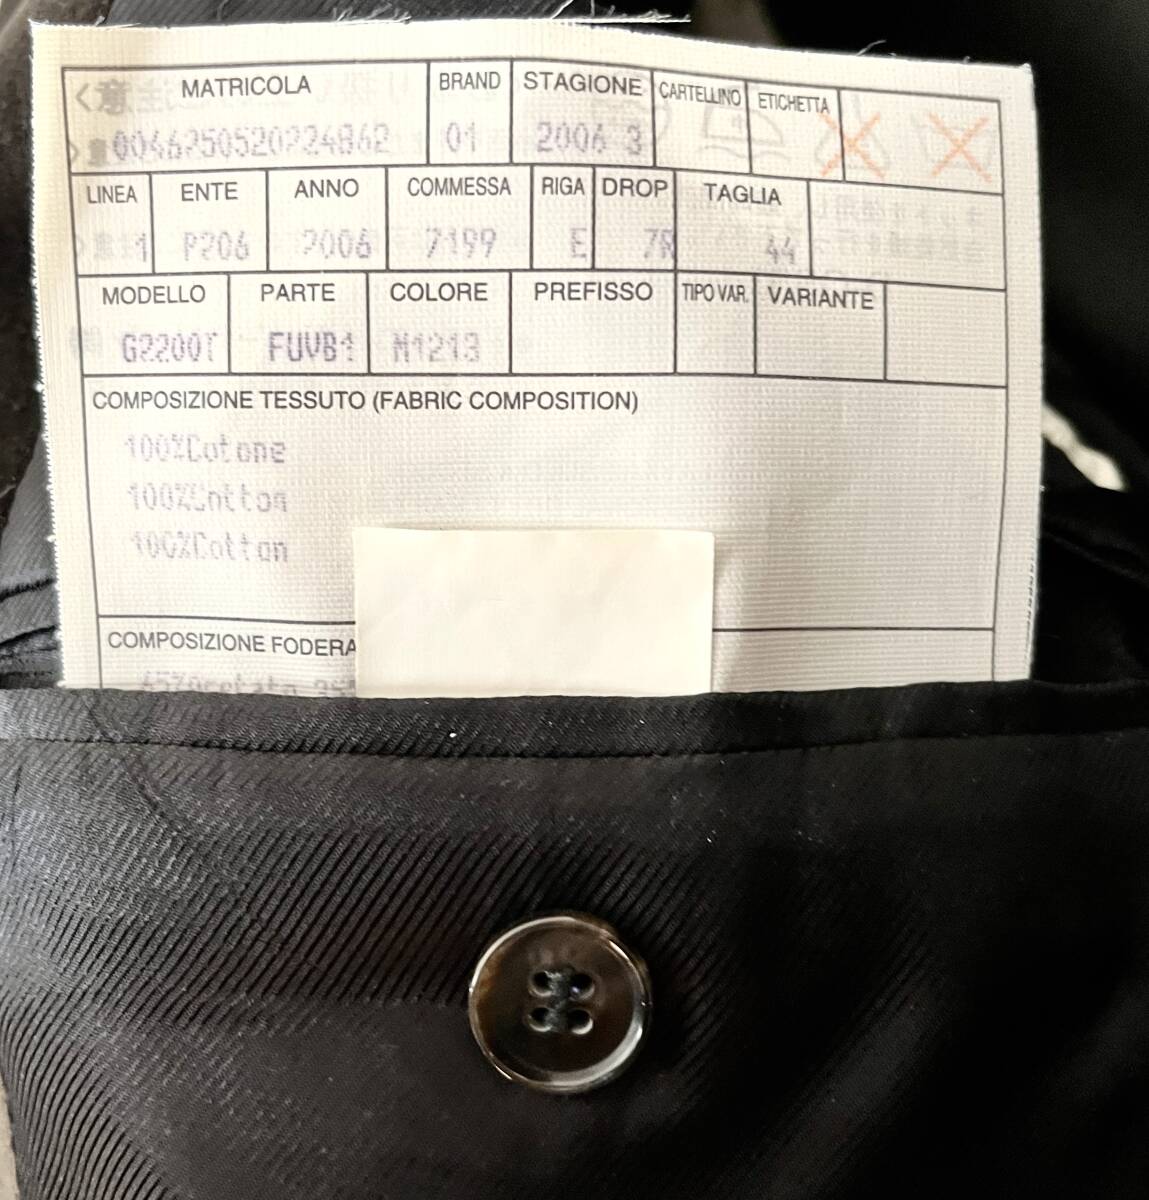 MATRICOLA BRAND STAGIONE CARTELLINO ETICHETTA
0046250520224862 01 2006 3
LINEA ENTE ANNO COMMESSA RIGA DROP TAGLIA
1 P206 2006 7199 E 7R 44
MODELLO PARTE COLORE PREFISSO TIPO VAR. VARIANTE
G2200T FUVB1 M1213
COMPOSIZIONE TESSUTO (FABRIC COMPOSITION)
100%Cotone
100%Cotton
100%Cotton
COMPOSIZIONE FODERA